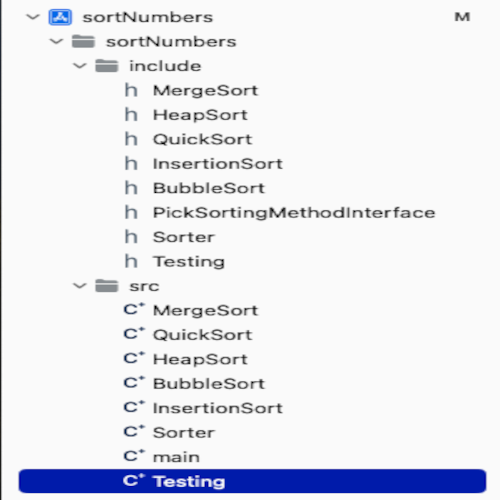 sortNumbers M
sortNumbers
include
h MergeSort
h HeapSort
h QuickSort
h InsertionSort
h BubbleSort
h PickSortingMethodInterface
h Sorter
h Testing
src
C+ MergeSort
C+ QuickSort
C+ HeapSort
C+ BubbleSort
C+ InsertionSort
C+ Sorter
C+ main
C+ Testing